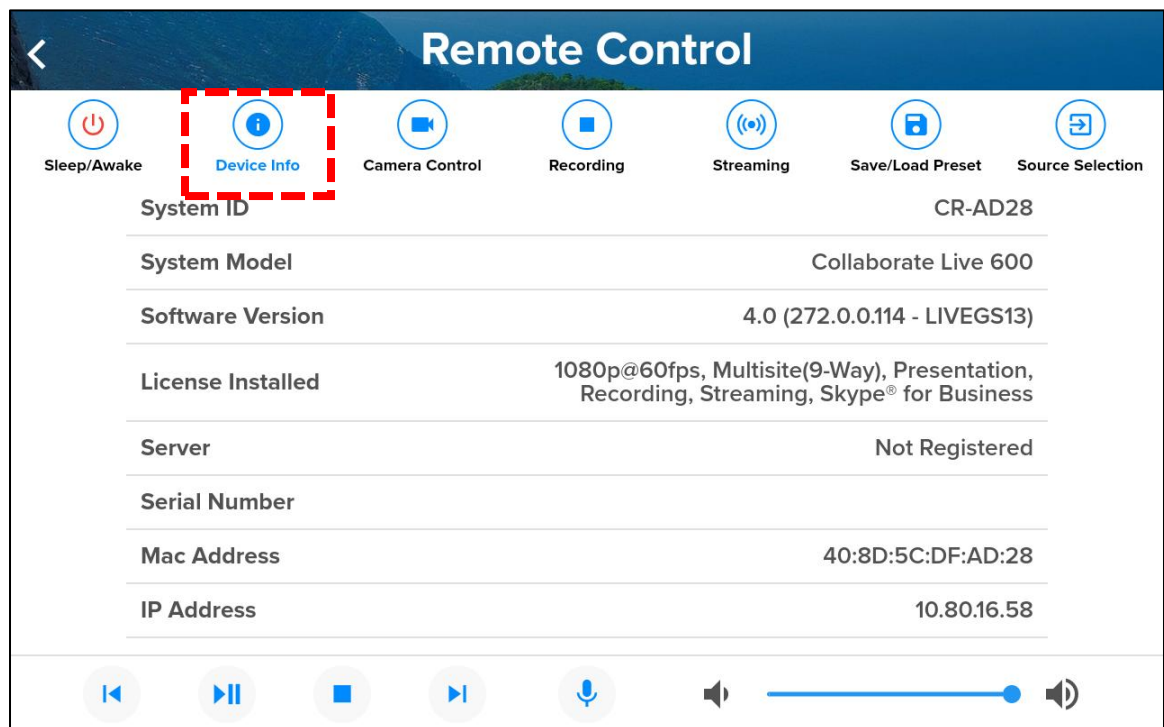 Remote Control
Sleep/Awake
Device Info
Camera Control
Recording
Streaming
Save/Load Preset
Source Selection
System ID CR-AD28
System Model Collaborate Live 600
Software Version 4.0 (272.0.0.114 - LIVEGS13)
License Installed 1080p@60fps, Multisite(9-Way), Presentation,
Recording, Streaming, Skype® for Business
Server Not Registered
Serial Number
Mac Address 40:8D:5C:DF:AD:28
IP Address 10.80.16.58